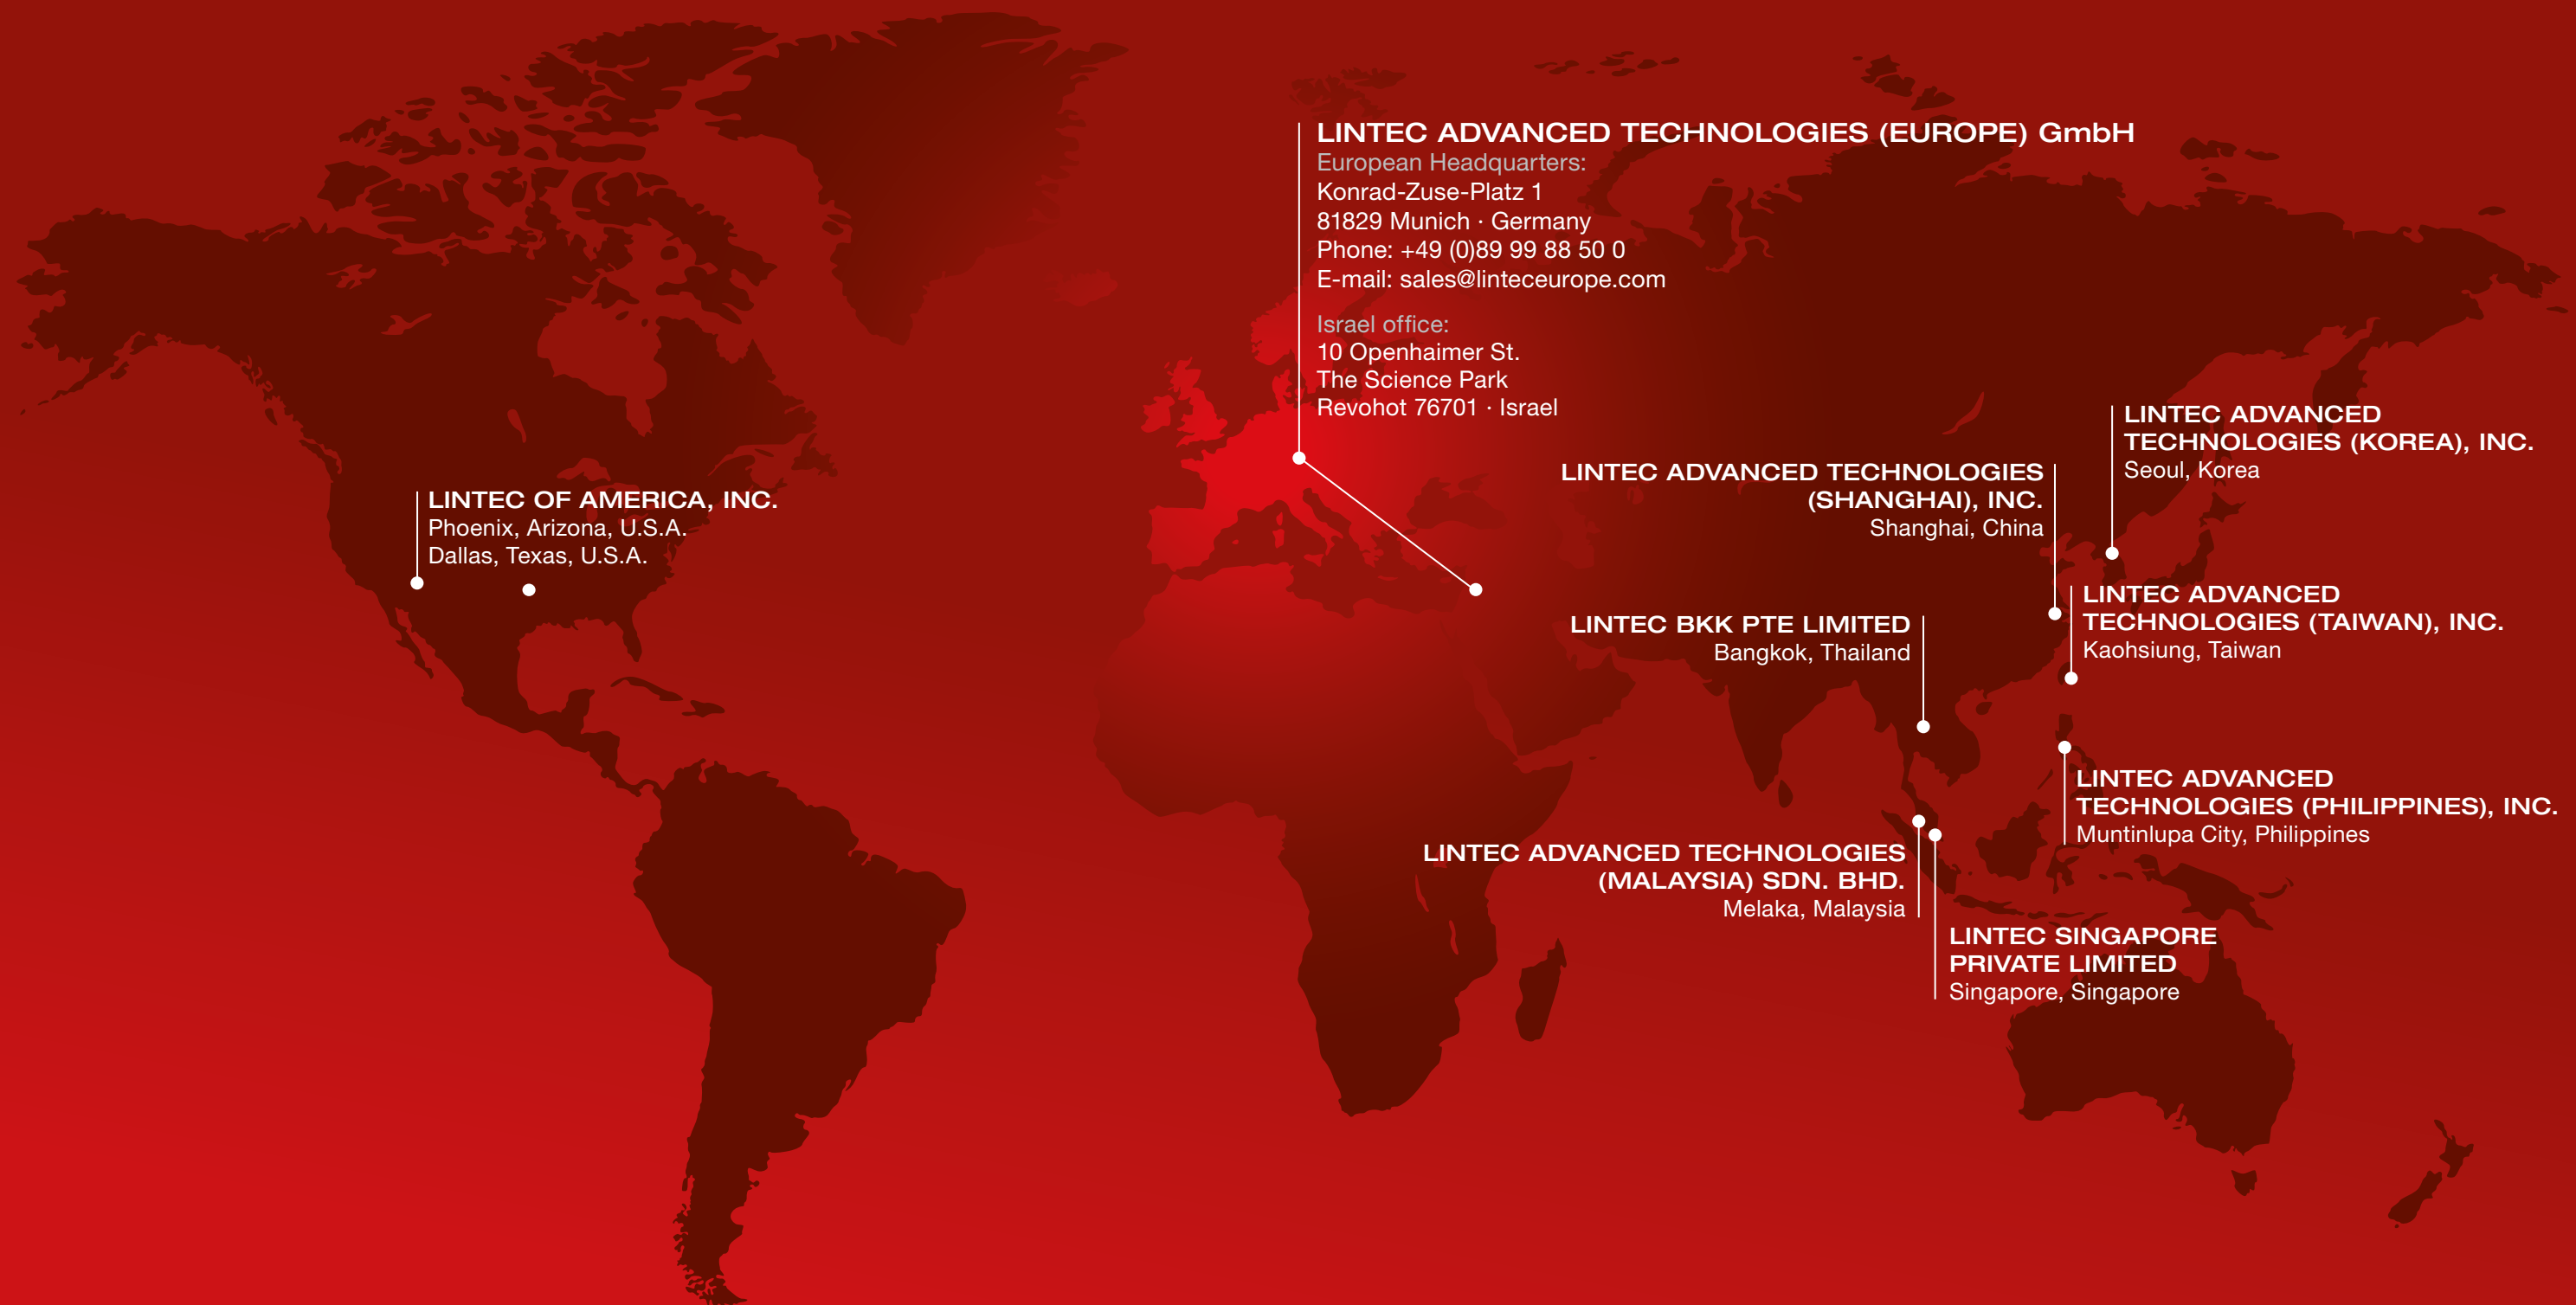 LINTEC ADVANCED TECHNOLOGIES (EUROPE) GmbH
European Headquarters:
Konrad-Zuse-Platz 1
81829 Munich · Germany
Phone: +49 (0)89 99 88 50 0
E-mail: sales@linteceurope.com
Israel office:
10 Openhaimer St.
The Science Park
Revohot 76701 · Israel
LINTEC OF AMERICA, INC.
Phoenix, Arizona, U.S.A.
Dallas, Texas, U.S.A.
LINTEC ADVANCED TECHNOLOGIES
(SHANGHAI), INC.
Shanghai, China
LINTEC ADVANCED
TECHNOLOGIES (KOREA), INC.
Seoul, Korea
LINTEC BKK PTE LIMITED
Bangkok, Thailand
LINTEC ADVANCED
TECHNOLOGIES (TAIWAN), INC.
Kaohsiung, Taiwan
LINTEC ADVANCED
TECHNOLOGIES (PHILIPPINES), INC.
Muntinlupa City, Philippines
LINTEC ADVANCED TECHNOLOGIES
(MALAYSIA) SDN. BHD.
Melaka, Malaysia
LINTEC SINGAPORE
PRIVATE LIMITED
Singapore, Singapore